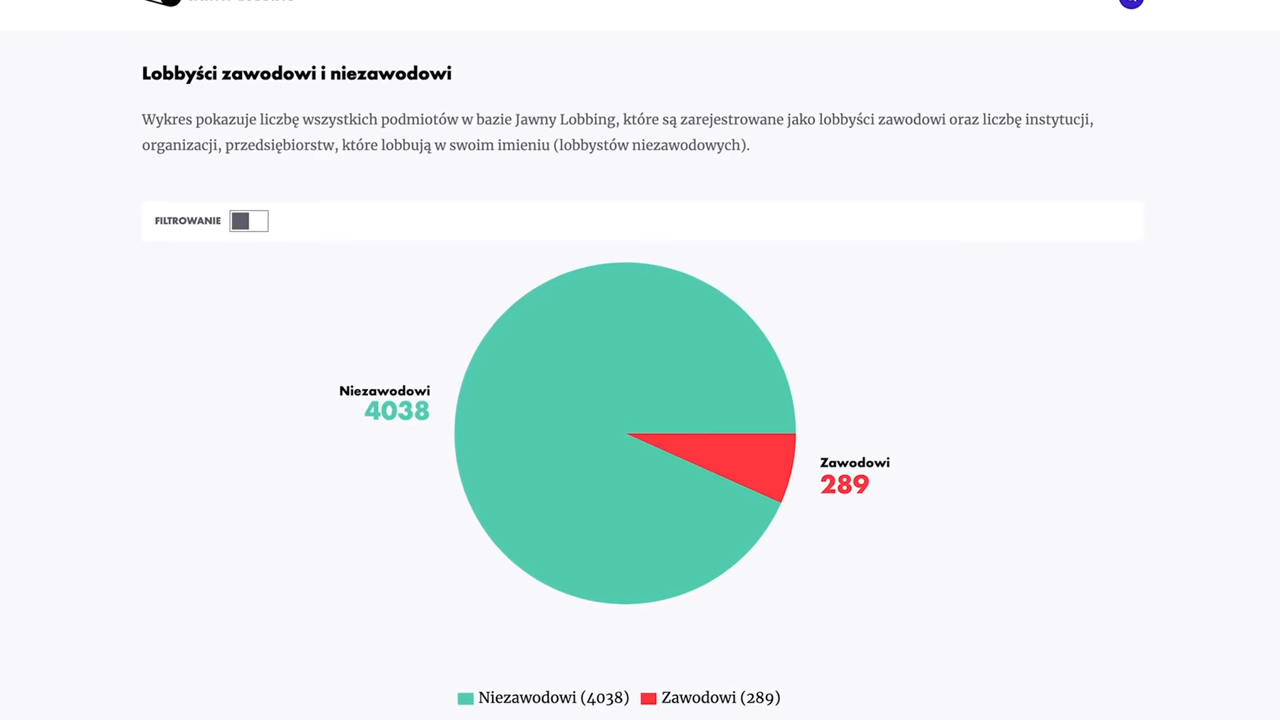 Lobbyści zawodowi i niezawodowi
Wykres pokazuje liczbę wszystkich podmiotów w bazie Jawny Lobbing, które są zarejestrowane jako lobbyści zawodowi oraz liczbę instytucji,
organizacji, przedsiębiorstw, które lobbują w swoim imieniu (lobbystów niezawodowych).
FILTROWANIE
Niezawodowi
4038
Zawodowi
289
Niezawodowi (4038) Zawodowi (289)